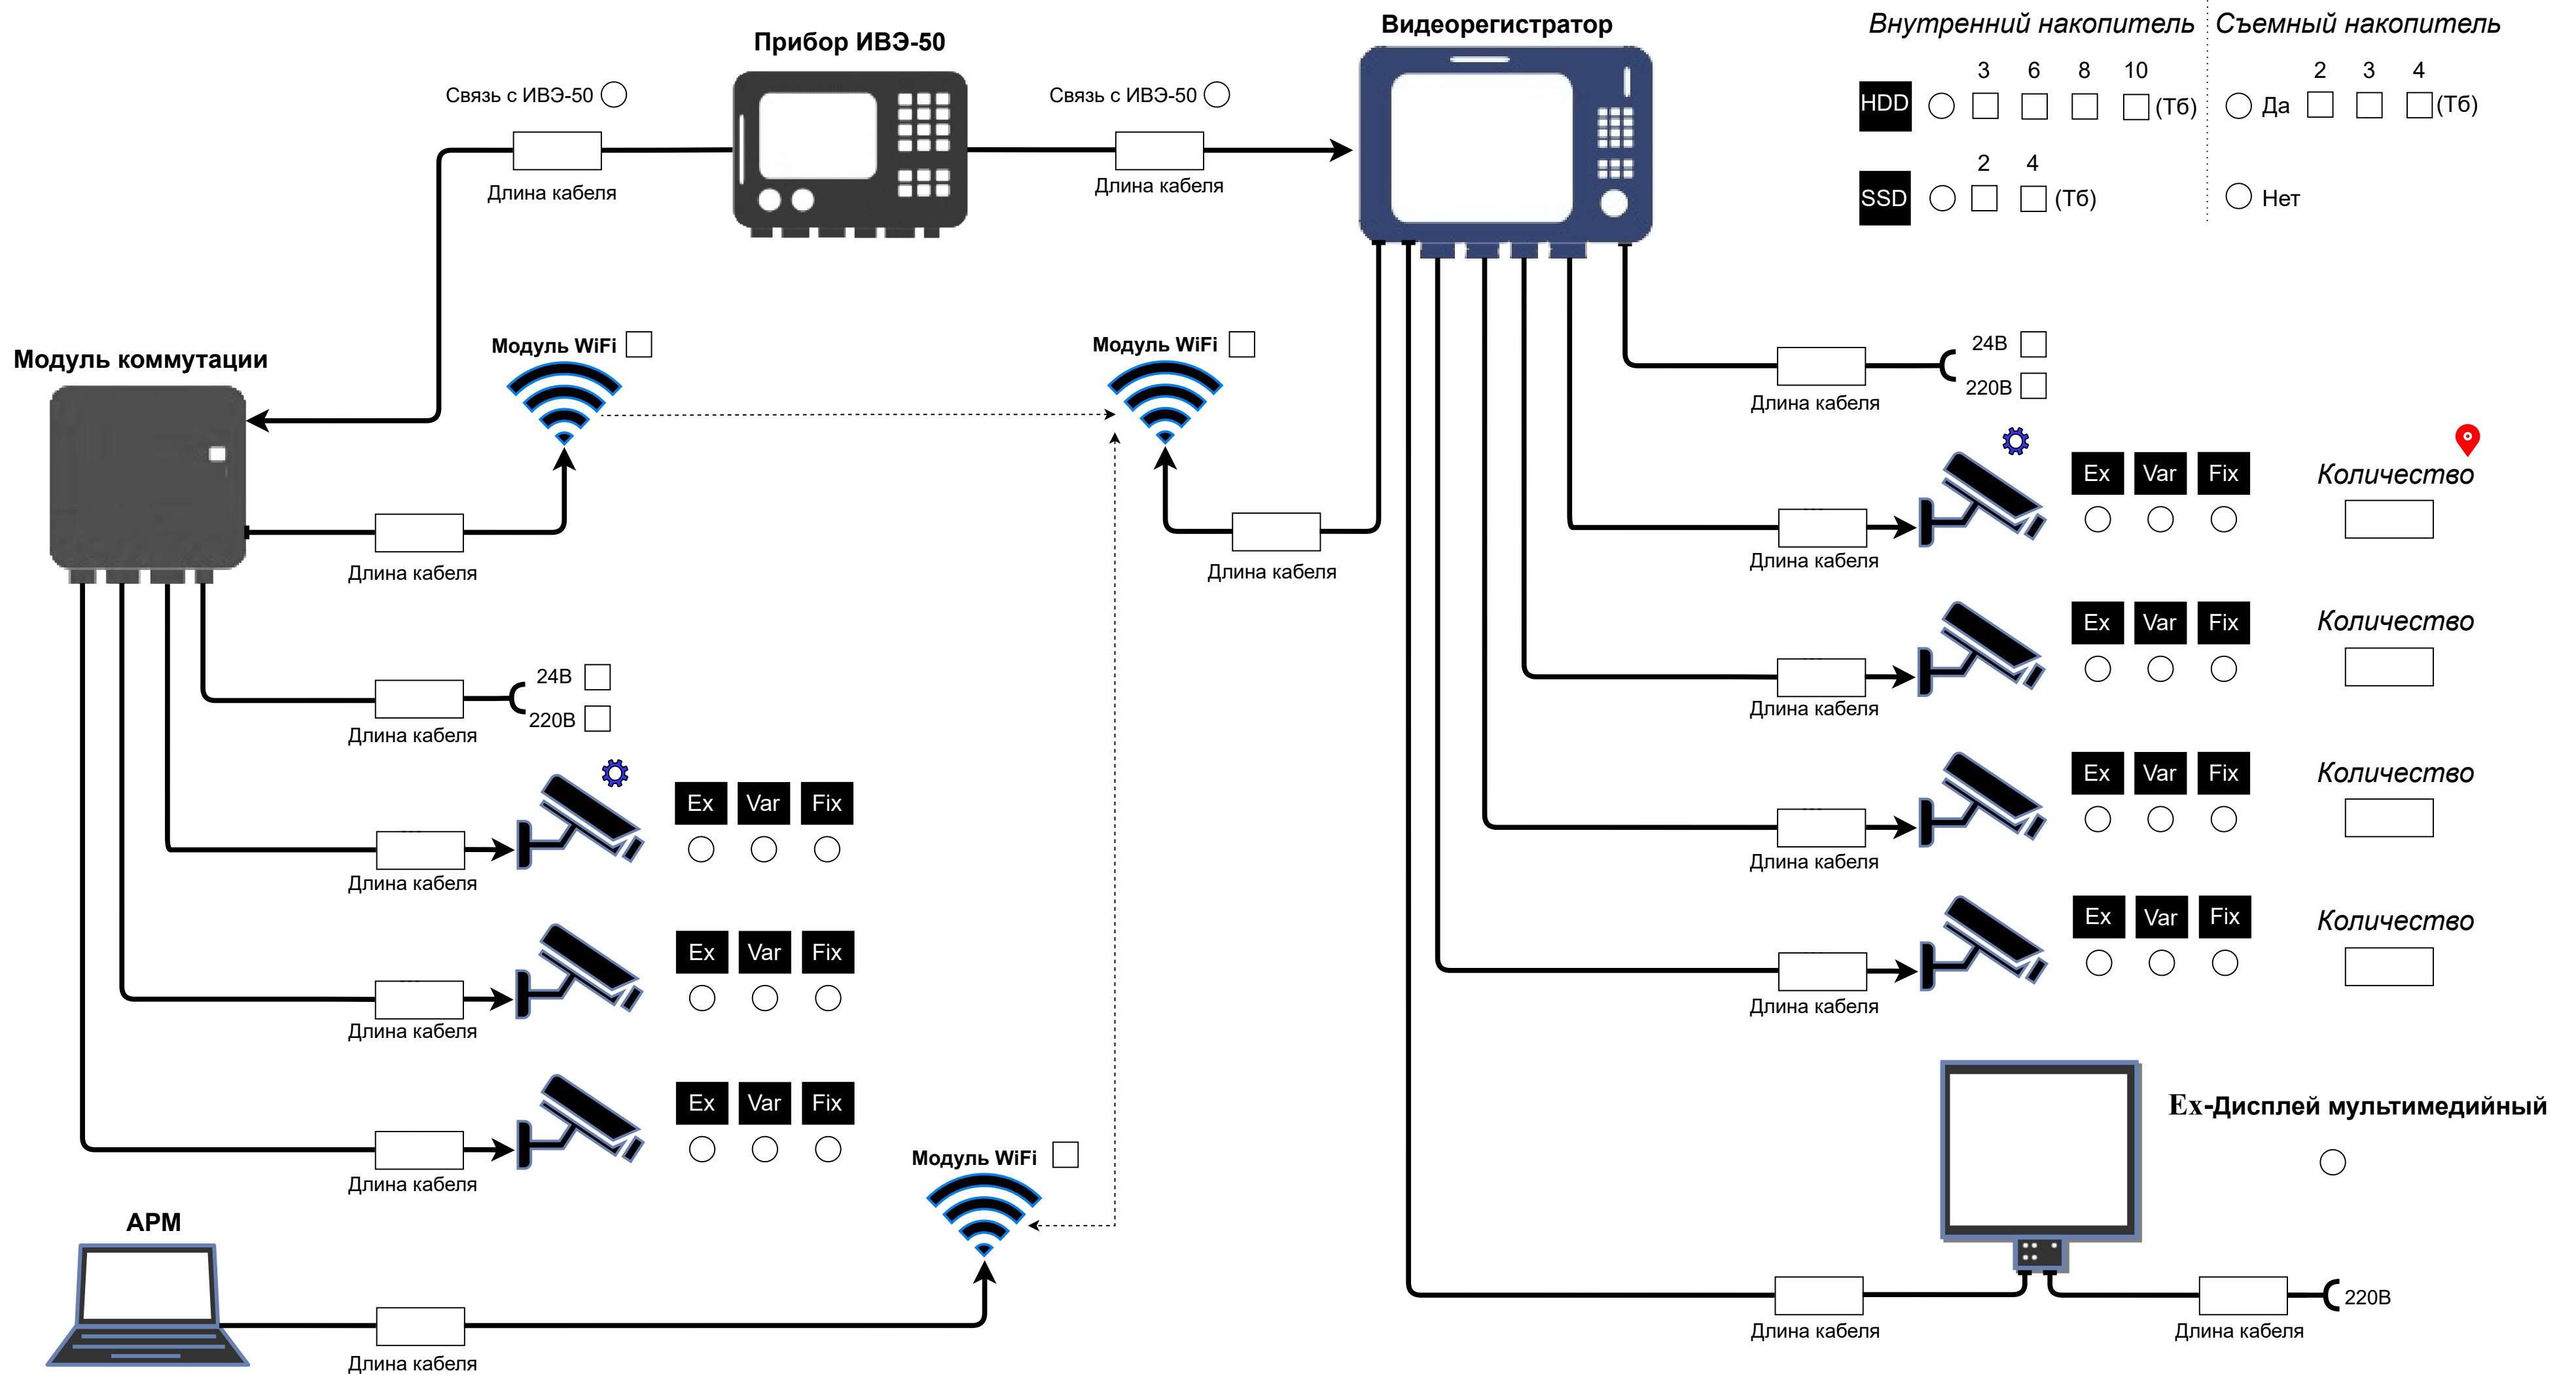 Прибор ИВЭ-50
Видеорегистратор
Внутренний накопитель
Съемный накопитель
Связь с ИВЭ-50
Связь с ИВЭ-50
3 6 8 10
2 3 4
HDD
(Тб)
Да
(Тб)
Длина кабеля
Длина кабеля
2 4
SSD
(Тб)
Нет
Модуль коммутации
Модуль WiFi
Модуль WiFi
24В
220В
Длина кабеля
Ex Var Fix
Количество
Длина кабеля
Длина кабеля
Длина кабеля
Ex Var Fix
Количество
Длина кабеля
24В
220В
Длина кабеля
Ex Var Fix
Количество
Длина кабеля
Ex Var Fix
Длина кабеля
Ex Var Fix
Количество
Длина кабеля
Ex Var Fix
Длина кабеля
Ex Var Fix
Длина кабеля
Ex-Дисплей мультимедийный
Модуль WiFi
АРМ
220В
Длина кабеля
Длина кабеля
Длина кабеля